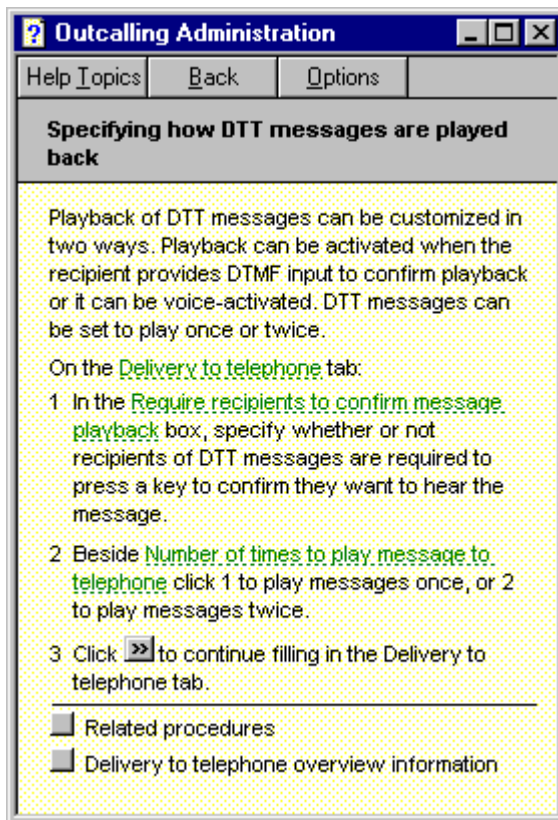 Outcalling Administration
Help Topics Back Options
Specifying how DTT messages are played
back
Playback of DTT messages can be customized in
two ways. Playback can be activated when the
recipient provides DTMF input to confirm playback
or it can be voice-activated. DTT messages can
be set to play once or twice.
On the Delivery to telephone tab:
1 In the Require recipients to confirm message
playback box, specify whether or not
recipients of DTT messages are required to
press a key to confirm they want to hear the
message.
2 Beside Number of times to play message to
telephone click 1 to play messages once, or 2
to play messages twice.
3 Click >> to continue filling in the Delivery to
telephone tab.
Related procedures
Delivery to telephone overview information